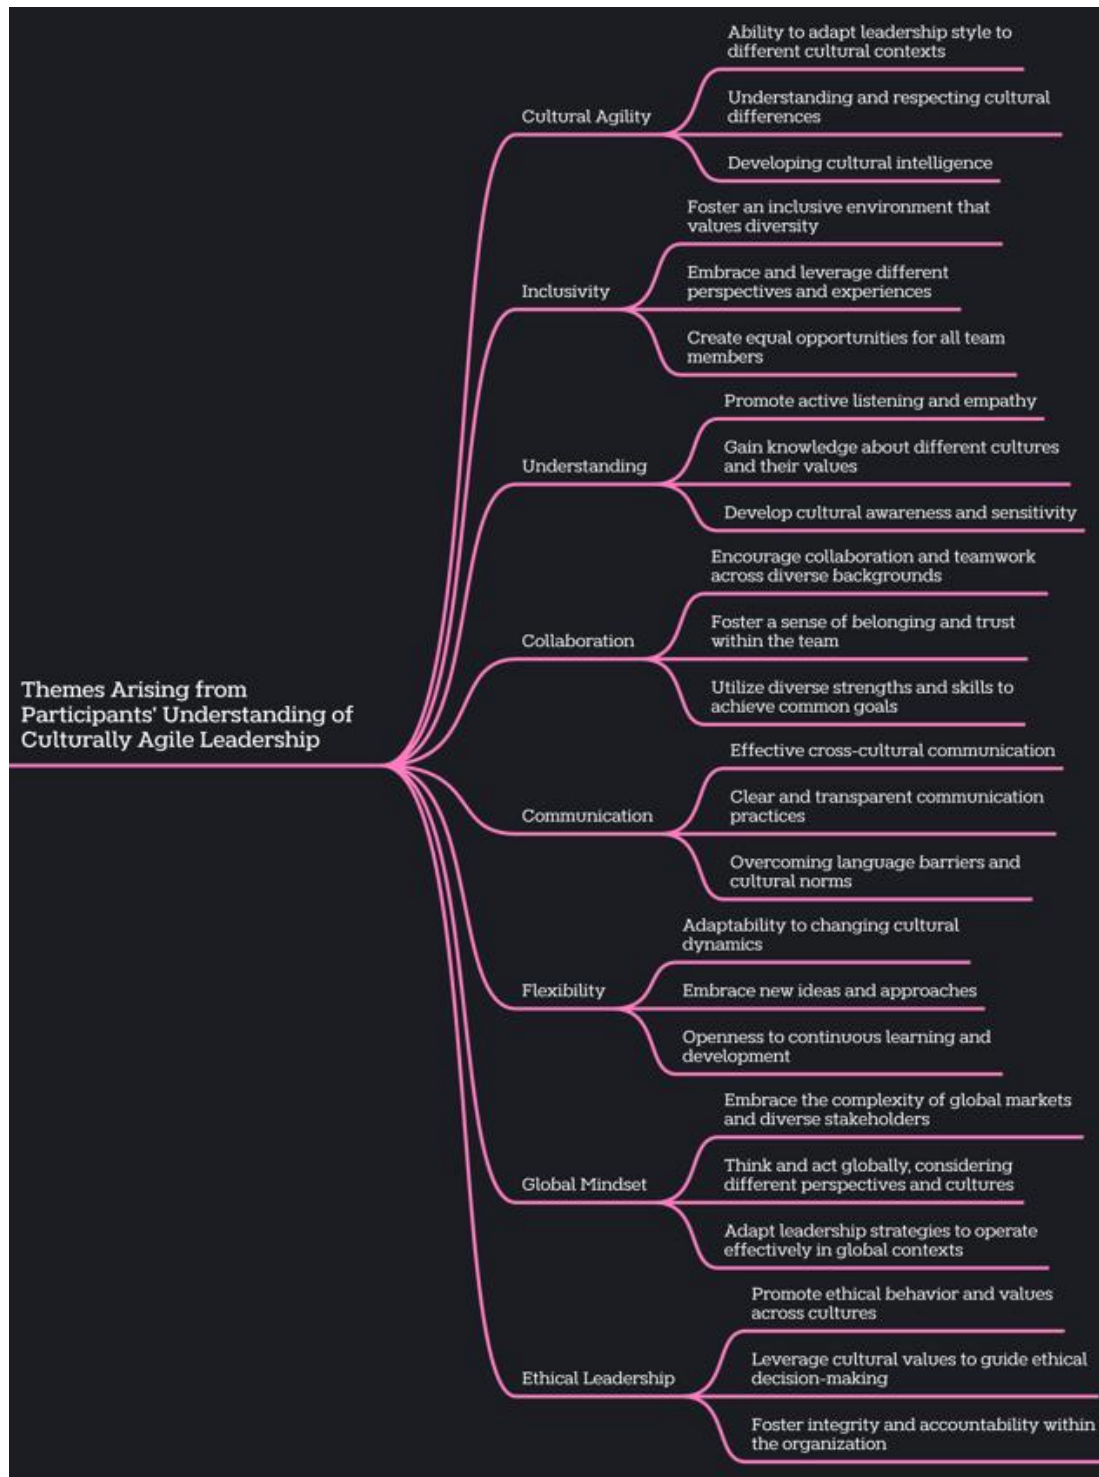 Themes Arising from
Participants' Understanding of
Culturally Agile Leadership
Cultural Agility
Ability to adapt leadership style to
different cultural contexts
Understanding and respecting cultural
differences
Developing cultural intelligence
Inclusivity
Foster an inclusive environment that
values diversity
Embrace and leverage different
perspectives and experiences
Create equal opportunities for all team
members
Understanding
Promote active listening and empathy
Gain knowledge about different cultures
and their values
Develop cultural awareness and sensitivity
Collaboration
Encourage collaboration and teamwork
across diverse backgrounds
Foster a sense of belonging and trust
within the team
Utilize diverse strengths and skills to
achieve common goals
Communication
Effective cross-cultural communication
Clear and transparent communication
practices
Overcoming language barriers and
cultural norms
Flexibility
Adaptability to changing cultural
dynamics
Embrace new ideas and approaches
Openness to continuous learning and
development
Global Mindset
Embrace the complexity of global markets
and diverse stakeholders
Think and act globally, considering
different perspectives and cultures
Adapt leadership strategies to operate
effectively in global contexts
Ethical Leadership
Promote ethical behavior and values
across cultures
Leverage cultural values to guide ethical
decision-making
Foster integrity and accountability within
the organization